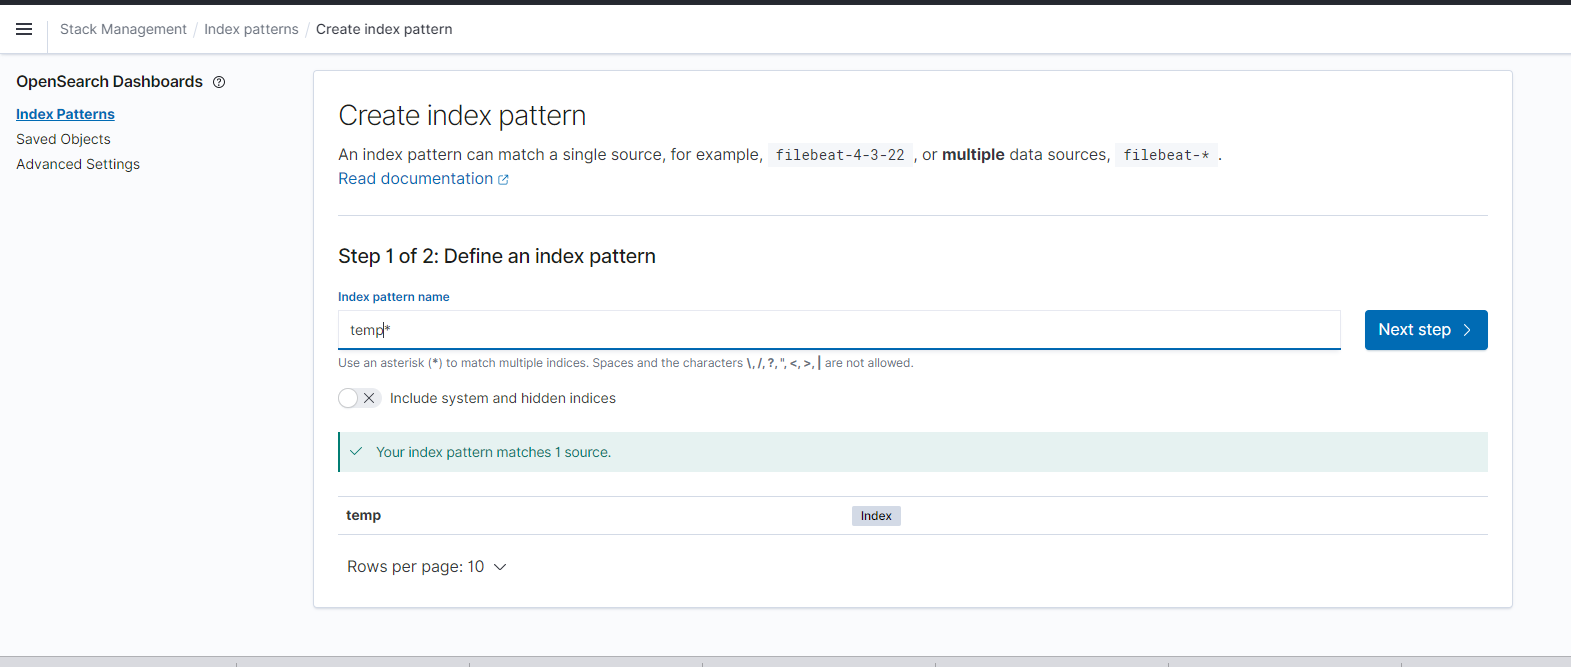 Stack Management / Index patterns / Create index pattern
OpenSearch Dashboards
Index Patterns
Saved Objects
Advanced Settings
Create index pattern
An index pattern can match a single source, for example, filebeat-4-3-22 , or multiple data sources, filebeat-* .
Read documentation
Step 1 of 2: Define an index pattern
Index pattern name
temp*
Next step
Use an asterisk (*) to match multiple indices. Spaces and the characters \, /, ?, ", <, >, | are not allowed.
Include system and hidden indices
Your index pattern matches 1 source.
temp Index
Rows per page: 10